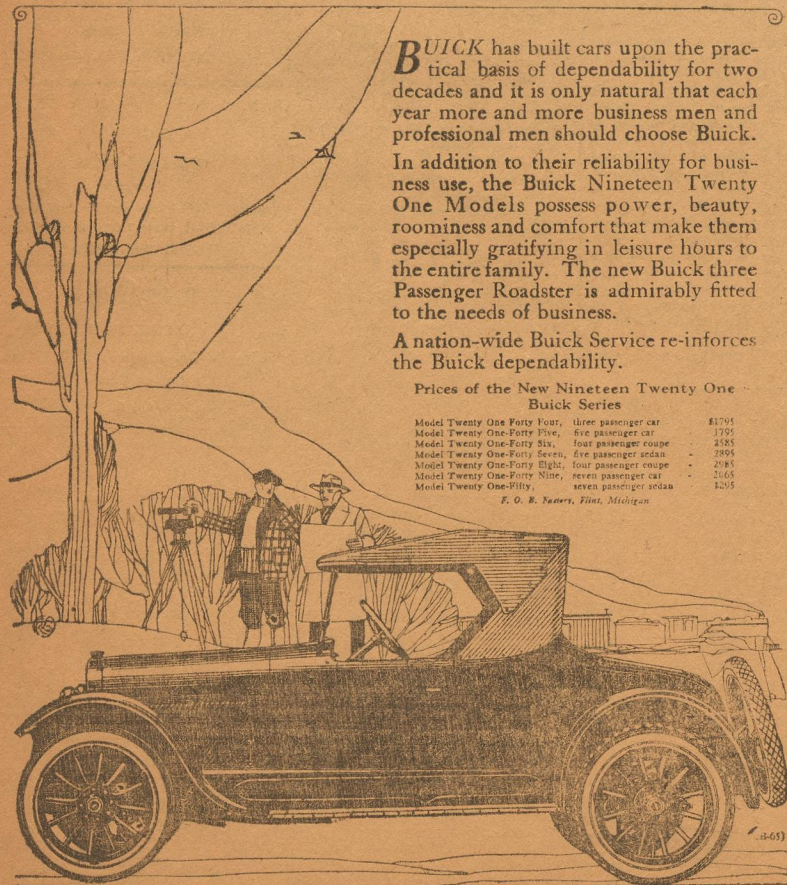 BUICK has built cars upon the prac-
tical basis of dependability for two
decades and it is only natural that each
year more and more business men and
professional men should choose Buick.
In addition to their reliability for busi-
ness use, the Buick Nineteen Twenty
One Models possess power, beauty,
roominess and comfort that make them
especially gratifying in leisure hours to
the entire family. The new Buick three
Passenger Roadster is admirably fitted
to the needs of business.
A nation-wide Buick Service re-inforces
the Buick dependability.
Prices of the New Nineteen Twenty One
Buick Series
Model Twenty One Forty Four, three passenger car $1795
Model Twenty One-Forty Five, five passenger car - 1795
Model Twenty One-Forty Six, four passenger coupe - 2585
Model Twenty One-Forty Seven, five passenger sedan - 2895
Model Twenty One-Forty Eight, four passenger coupe - 2985
Model Twenty One-Forty Nine, seven passenger car - 2065
Model Twenty One-Fifty, seven passenger sedan
F. O. B. Flint, Michigan